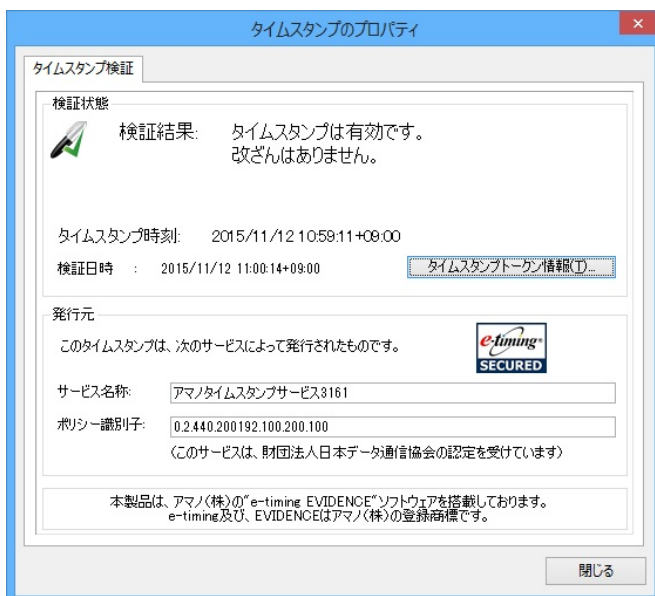 タイムスタンプのプロパティ
タイムスタンプ検証
検証状態
検証結果: タイムスタンプは有効です。
改ざんはありません。
タイムスタンプ時刻: 2015/11/12 10:59:11+09:00
検証日時 : 2015/11/12 11:00:14+09:00
タイムスタンプトークン情報(T)...
発行元
このタイムスタンプは、次のサービスによって発行されたものです。
e-timing
SECURED
サービス名称: アマノタイムスタンプサービス3161
ポリシー識別子: 0.2.440.200192.100.200.100
(このサービスは、財団法人日本データ通信協会の認定を受けています)
本製品は、アマノ(株)の"e-timing EVIDENCE"ソフトウェアを搭載しております。
e-timing及び、EVIDENCEはアマノ(株)の登録商標です。
閉じる